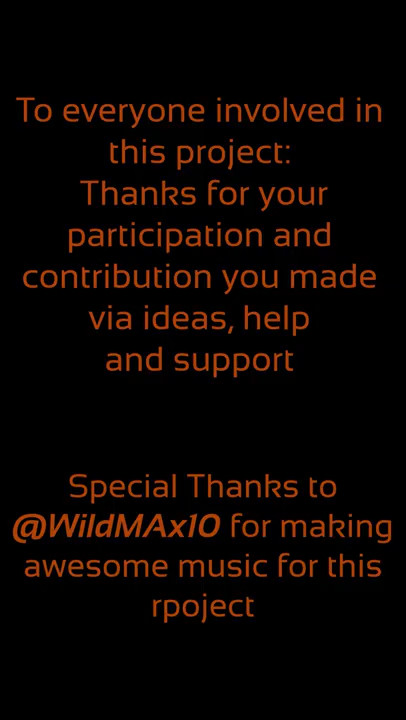 To everyone involved in
this project:
Thanks for your
participation and
contribution you made
via ideas, help
and support
Special Thanks to
@WildMAx10 for making
awesome music for this
rpoject